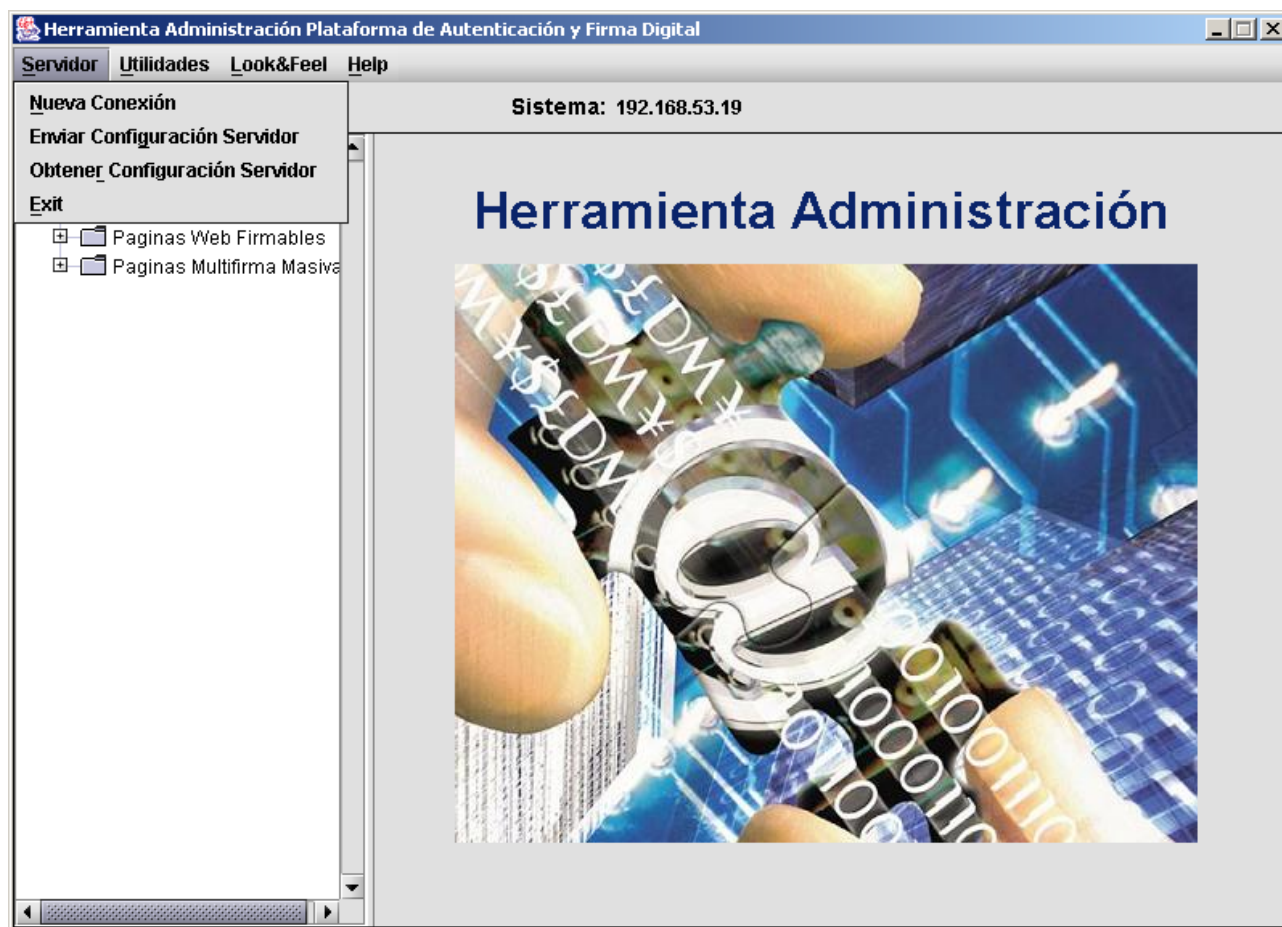 Herramienta Administración Plataforma de Autenticación y Firma Digital
Servidor Utilidades Look&Feel Help
Nueva Conexión
Enviar Configuración Servidor
Obtener Configuración Servidor
Exit
Sistema: 192.168.53.19
Paginas Web Firmables
Paginas Multifirma Masiva
Herramienta Administración